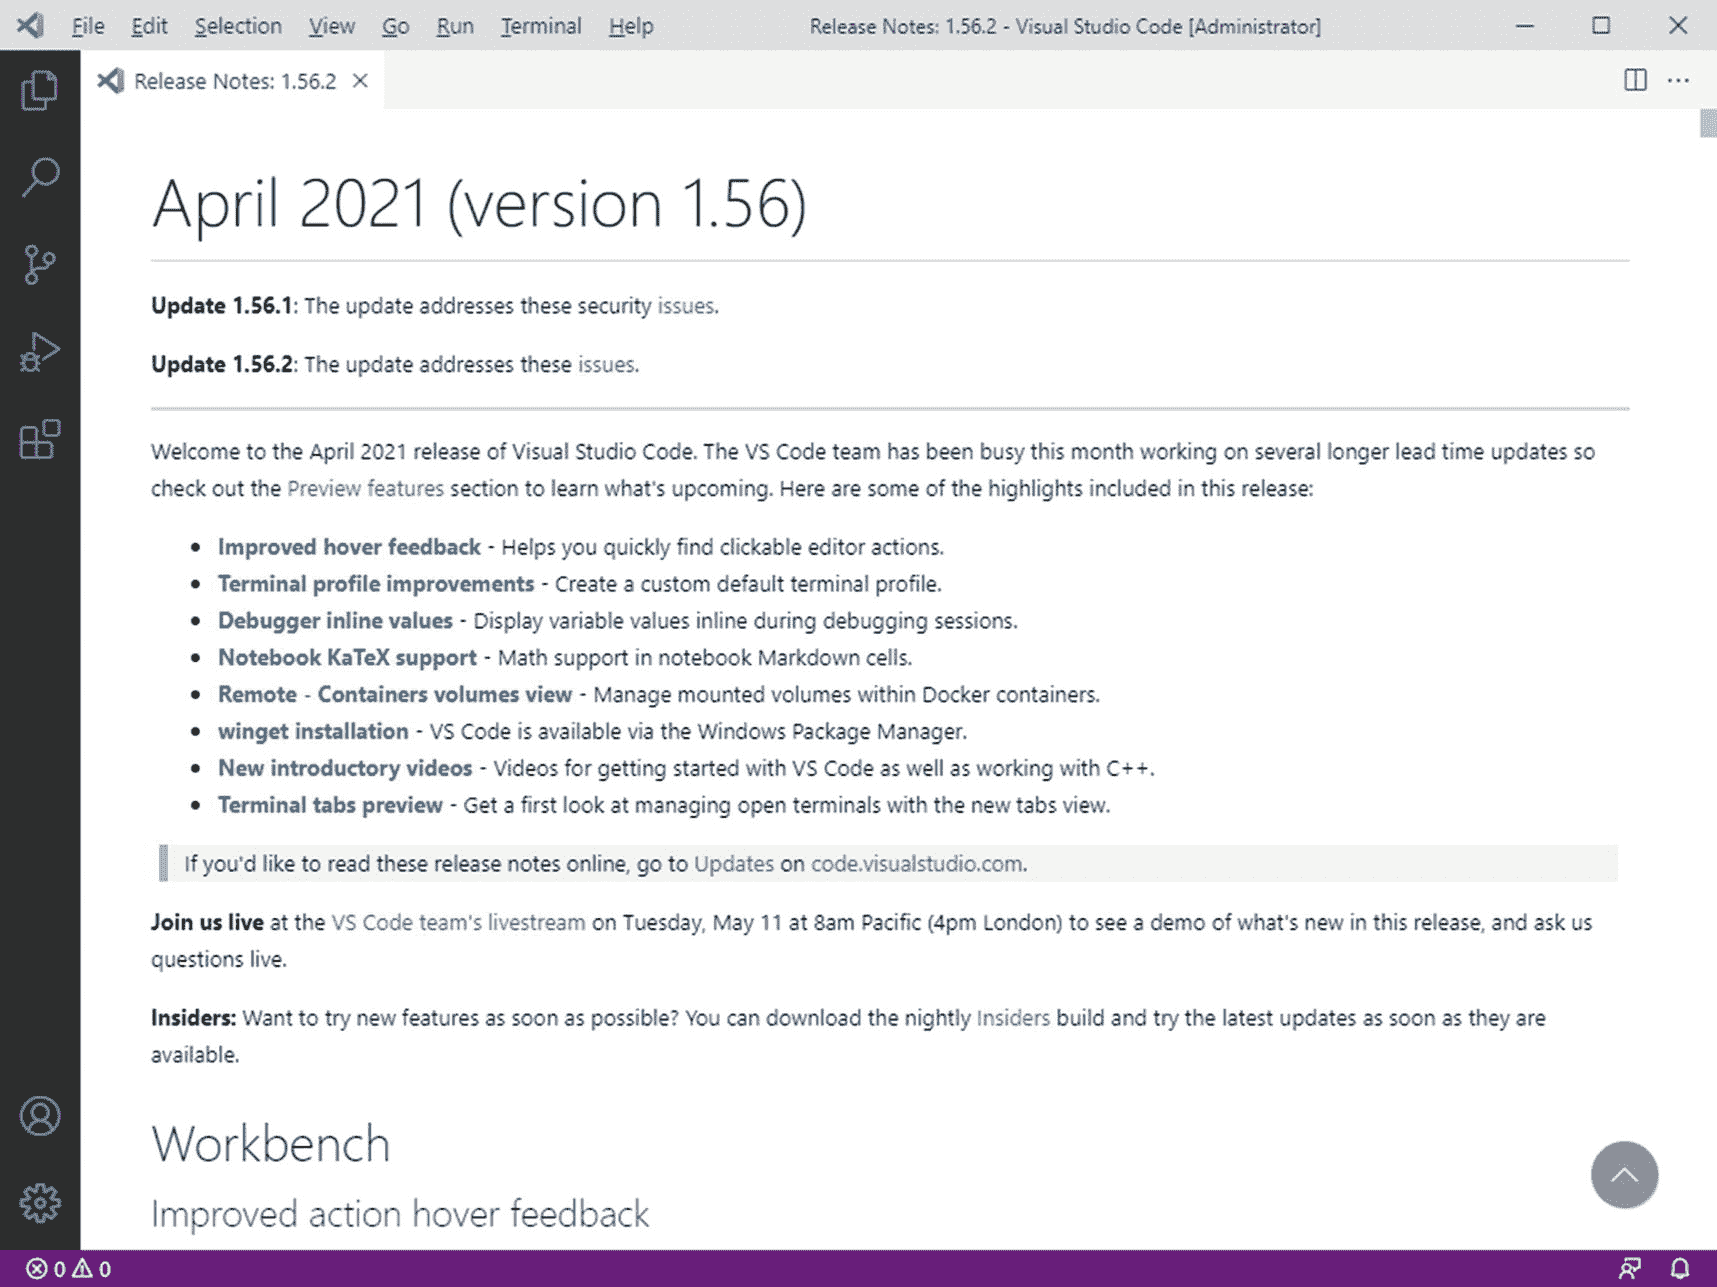 File Edit Selection View Go Run Terminal Help Release Notes: 1.56.2 - Visual Studio Code [Administrator]
Release Notes: 1.56.2
April 2021 (version 1.56)
Update 1.56.1: The update addresses these security issues.
Update 1.56.2: The update addresses these issues.
Welcome to the April 2021 release of Visual Studio Code. The VS Code team has been busy this month working on several longer lead time updates so
check out the Preview features section to learn what's upcoming. Here are some of the highlights included in this release:
• Improved hover feedback - Helps you quickly find clickable editor actions.
• Terminal profile improvements - Create a custom default terminal profile.
• Debugger inline values - Display variable values inline during debugging sessions.
• Notebook KaTeX support - Math support in notebook Markdown cells.
• Remote - Containers volumes view - Manage mounted volumes within Docker containers.
• winget installation - VS Code is available via the Windows Package Manager.
• New introductory videos - Videos for getting started with VS Code as well as working with C++.
• Terminal tabs preview - Get a first look at managing open terminals with the new tabs view.
If you'd like to read these release notes online, go to Updates on code.visualstudio.com.
Join us live at the VS Code team's livestream on Tuesday, May 11 at 8am Pacific (4pm London) to see a demo of what's new in this release, and ask us
questions live.
Insiders: Want to try new features as soon as possible? You can download the nightly Insiders build and try the latest updates as soon as they are
available.
Workbench
Improved action hover feedback
0 0